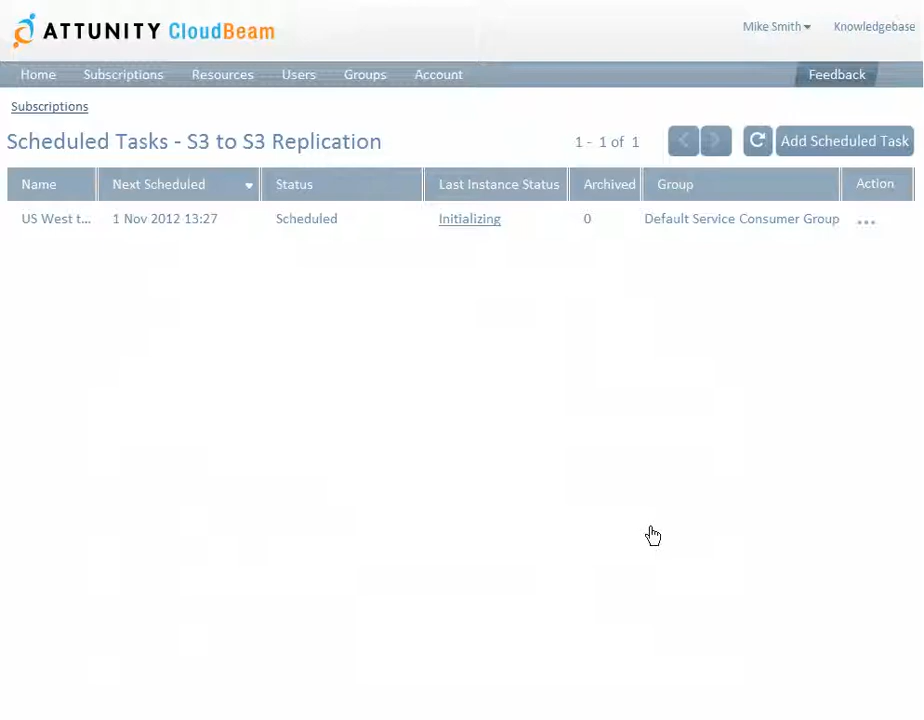 ATTUNITY CloudBeam
Mike Smith Knowledgebase
Home Subscriptions Resources Users Groups Account Feedback
Subscriptions
Scheduled Tasks - S3 to S3 Replication 1 - 1 of 1 Add Scheduled Task
Name Next Scheduled Status Last Instance Status Archived Group Action
US West t... 1 Nov 2012 13:27 Scheduled Initializing 0 Default Service Consumer Group ...